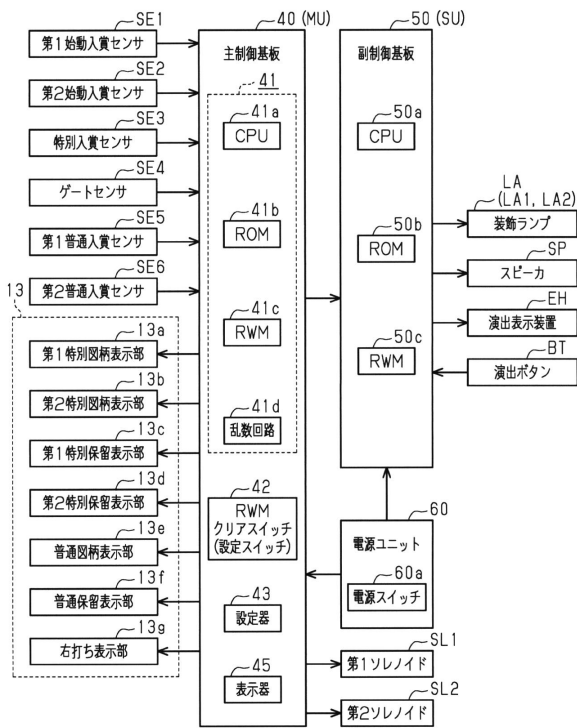 SE1
第1始動入賞センサ
SE2
第2始動入賞センサ
SE3
特別入賞センサ
SE4
ゲートセンサ
SE5
第1普通入賞センサ
SE6
第2普通入賞センサ
13
13a
第1特別図柄表示部
13b
第2特別図柄表示部
13c
第1特別保留表示部
13d
第2特別保留表示部
13e
普通図柄表示部
13f
普通保留表示部
13g
右打ち表示部
40(MU)
主制御基板
41
41a
CPU
41b
ROM
41c
RWM
41d
乱数回路
42
RWM
クリアスイッチ
(設定スイッチ)
43
設定器
45
表示器
50(SU)
副制御基板
50a
CPU
50b
ROM
50c
RWM
LA
(LA1, LA2)
装飾ランプ
SP
スピーカ
EH
演出表示装置
BT
演出ボタン
60
電源ユニット
60a
電源スイッチ
SL1
第1ソレノイド
SL2
第2ソレノイド